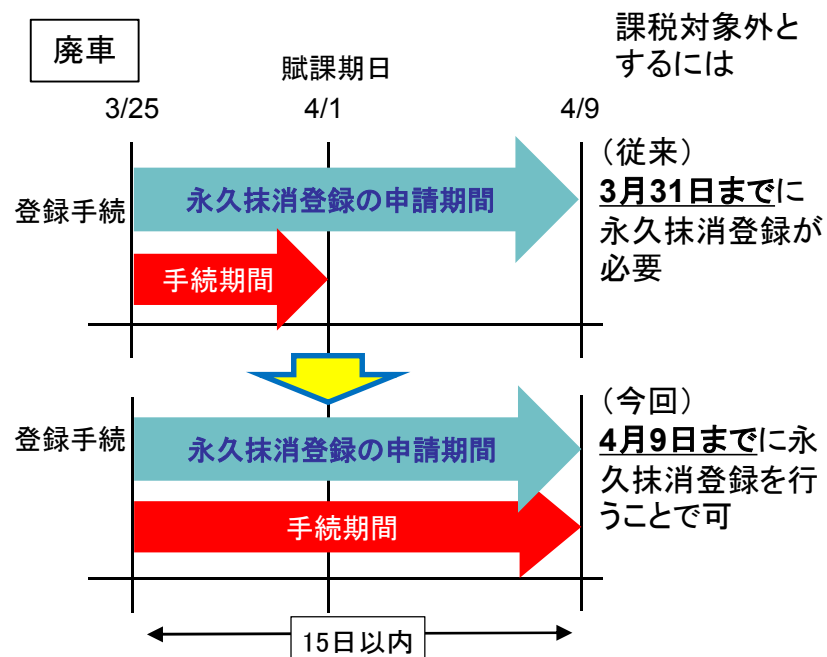 廃車
課税対象外と
するには
賦課期日
3/25
4/1
4/9
登録手続
永久抹消登録の申請期間
手続期間
（従来）
3月31日までに
永久抹消登録が
必要
登録手続
永久抹消登録の申請期間
手続期間
（今回）
4月9日までに永
久抹消登録を行
うことで可
15日以内